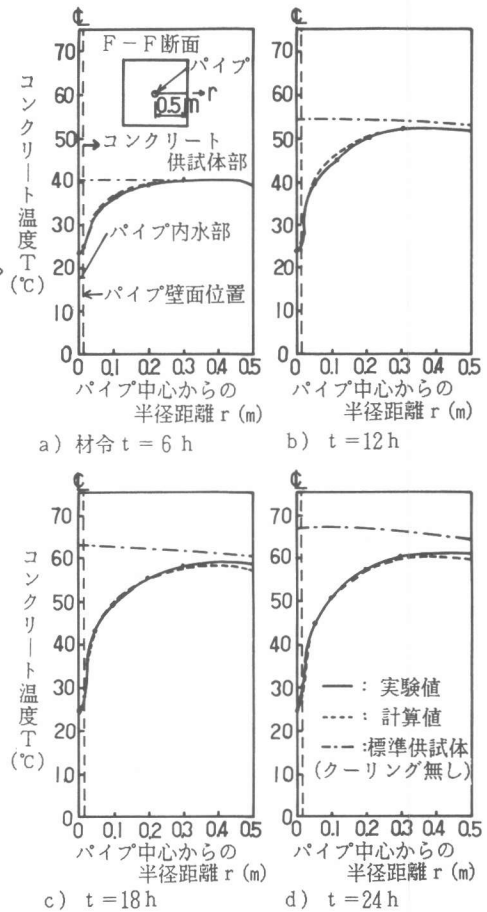 ℄
70
60
50
40
30
20
10
0
コンクリート温度T
(℃)
F－F断面
パイプ
r
0.5m
コンクリート
供試体部
パイプ内水部
パイプ壁面位置
0 0.1 0.2 0.3 0.4 0.5
パイプ中心からの
半径距離 r (m)
a) 材令 t = 6 h
℄
70
60
50
40
30
20
10
0
0 0.1 0.2 0.3 0.4 0.5
パイプ中心からの
半径距離 r (m)
b) t = 12 h
℄
70
60
50
40
30
20
10
0
コンクリート温度T
(℃)
0 0.1 0.2 0.3 0.4 0.5
パイプ中心からの
半径距離 r (m)
c) t = 18 h
℄
70
60
50
40
30
20
10
0
: 実験値
: 計算値
:標準供試体
(クーリング無し)
0 0.1 0.2 0.3 0.4 0.5
パイプ中心からの
半径距離 r (m)
d) t = 24 h